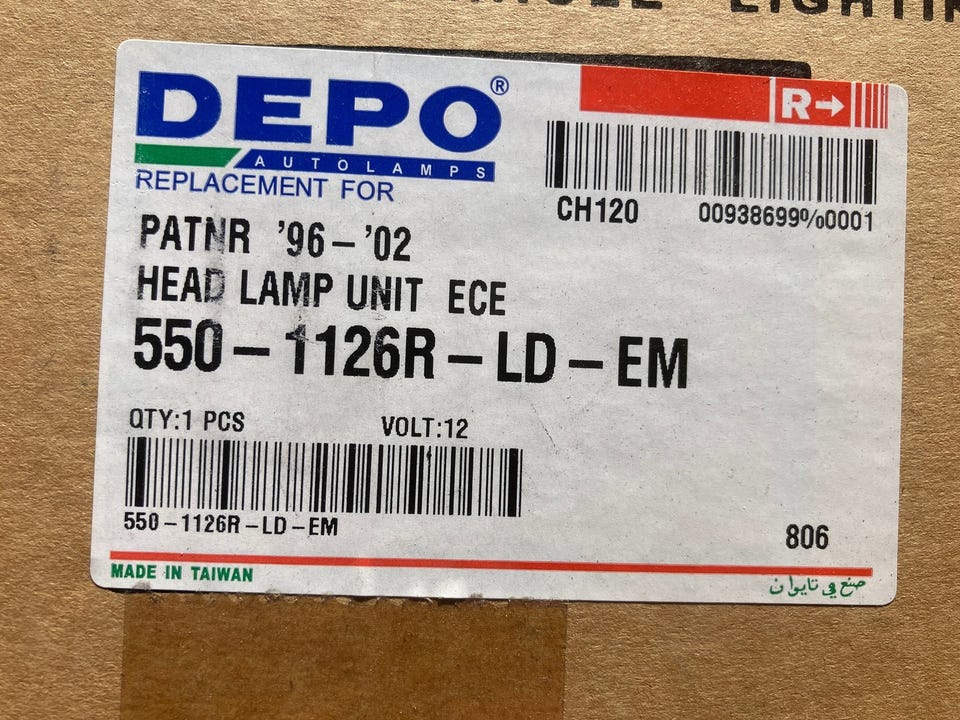 LIGHTIN
DEPO®
AUTOLAMPS
REPLACEMENT FOR
R→
CH120 00938699%0001
PATNR '96-'02
HEAD LAMP UNIT ECE
550-1126R-LD-EM
QTY:1 PCS VOLT:12
550-1126R-LD-EM
806
MADE IN TAIWAN
صنع في تايوان